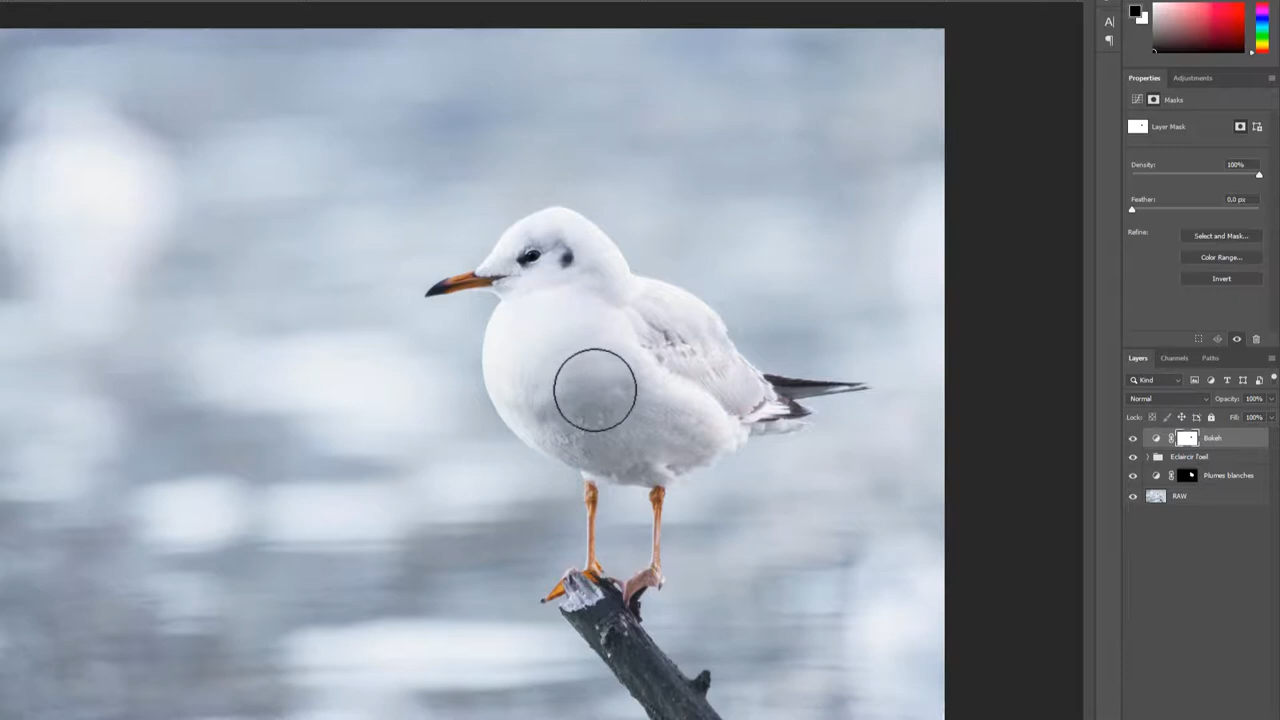 A|
¶
Properties Adjustments
Masks
Layer Mask
Density: 100%
Feather: 0,0 px
Refine: Select and Mask...
Color Range...
Invert
Layers Channels Paths
Kind
Normal Opacity: 100%
Lock: Fill: 100%
Bokeh
Eclaircir l'oeil
Plumes blanches
RAW